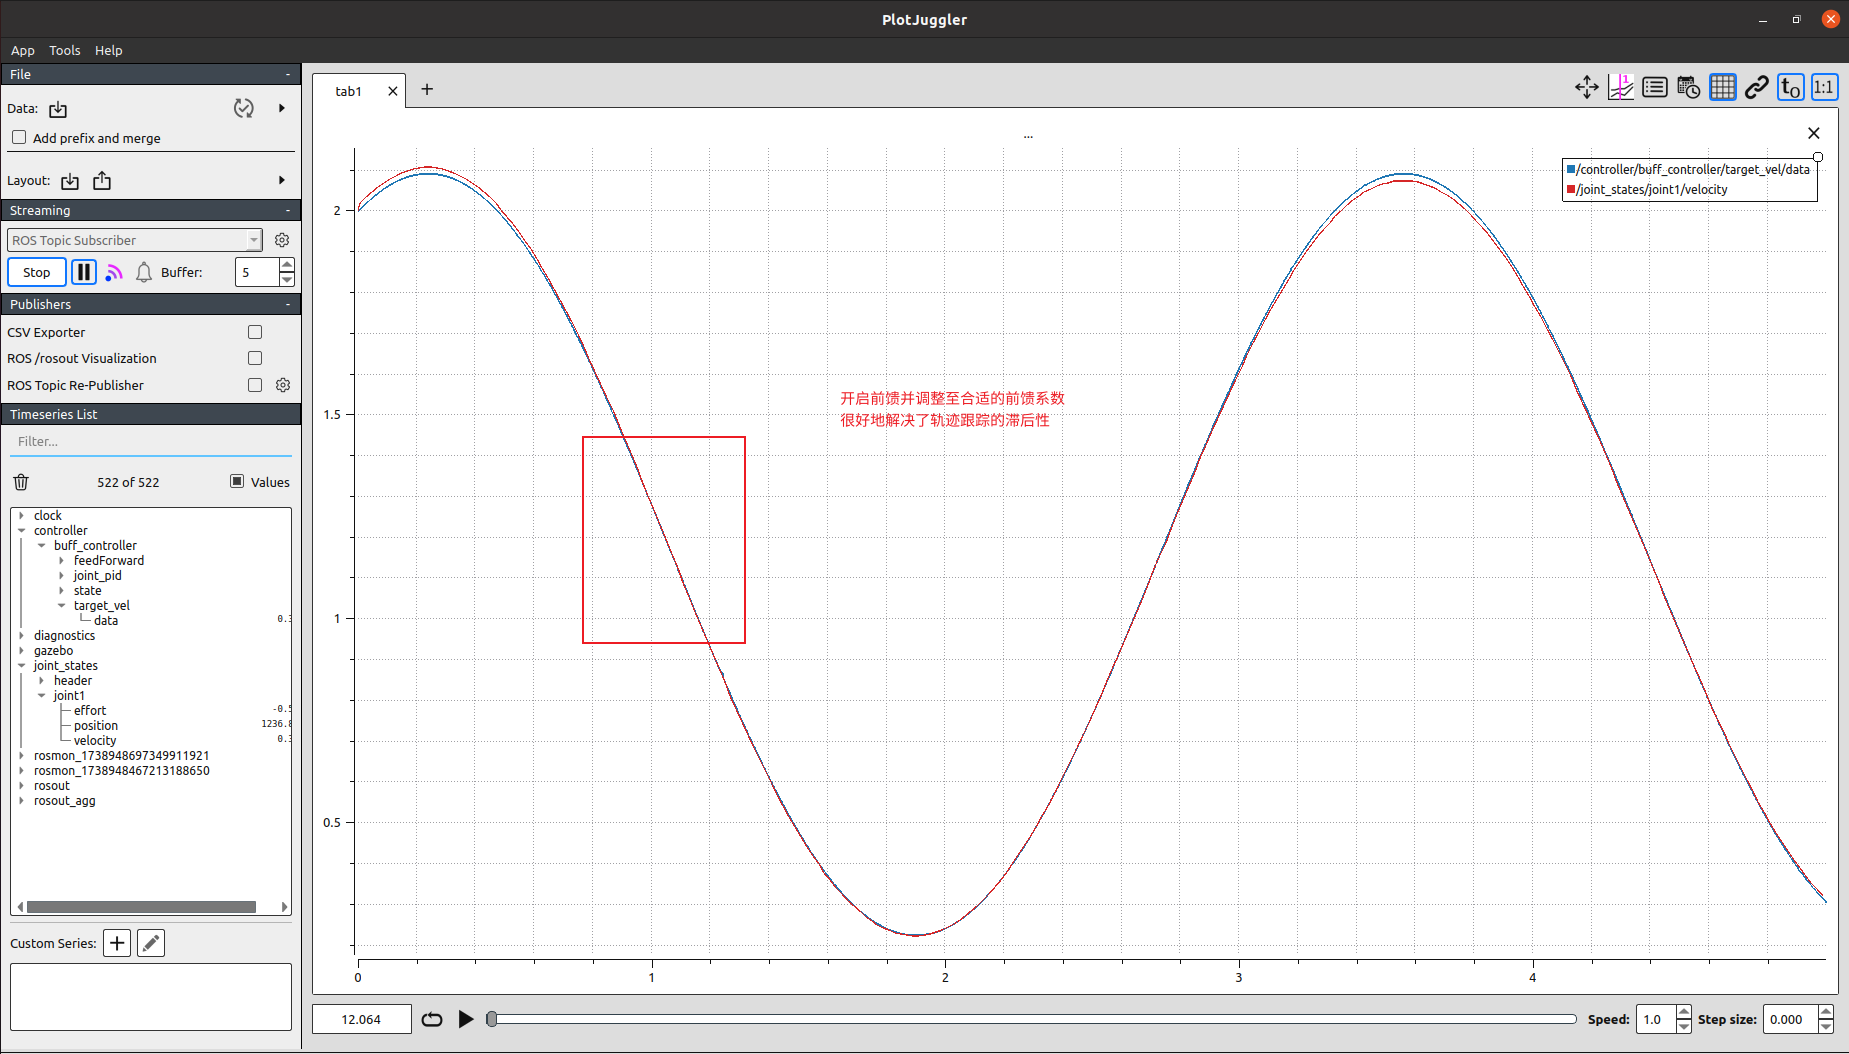 PlotJuggler
App Tools Help
File -
Data:
Add prefix and merge
Layout:
Streaming -
ROS Topic Subscriber
Stop Buffer: 5
Publishers -
CSV Exporter
ROS /rosout Visualization
ROS Topic Re-Publisher
Timeseries List
Filter...
522 of 522 Values
clock
controller
buff_controller
feedForward
joint_pid
state
target_vel
data 0.3
diagnostics
gazebo
joint_states
header
joint1
effort -0.5
position 1236.8
velocity 0.3
rosmon_1738948697349911921
rosmon_1738948467213188650
rosout
rosout_agg
Custom Series:
tab1
1
to 1:1
...
/controller/buff_controller/target_vel/data
/joint_states/joint1/velocity
开启前馈并调整至合适的前馈系数
很好地解决了轨迹跟踪的滞后性
2
1.5
1
0.5
0 1 2 3 4
12.064 Speed: 1.0 Step size: 0.000